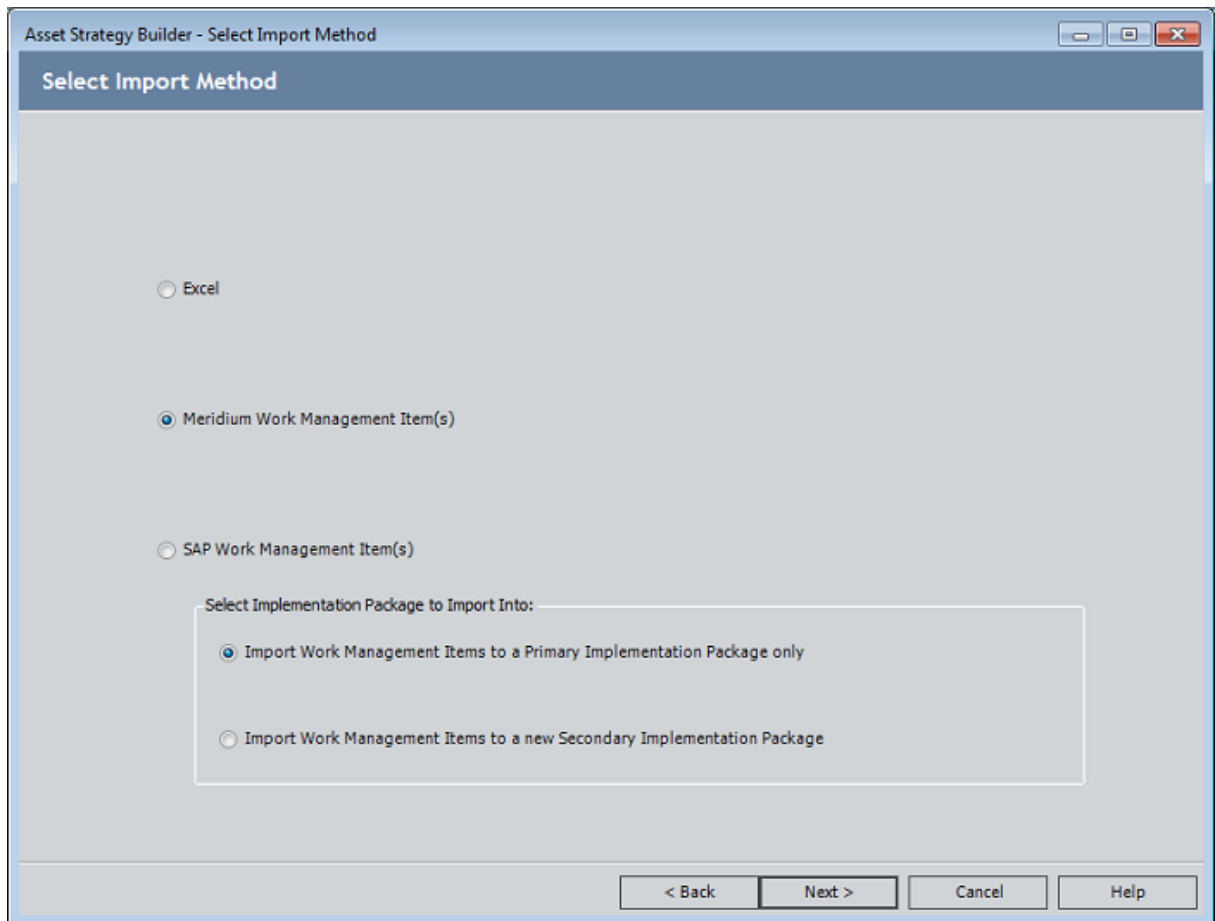 Asset Strategy Builder - Select Import Method
Select Import Method
Excel
Meridium Work Management Item(s)
SAP Work Management Item(s)
Select Implementation Package to Import Into:
Import Work Management Items to a Primary Implementation Package only
Import Work Management Items to a new Secondary Implementation Package
< Back Next > Cancel Help